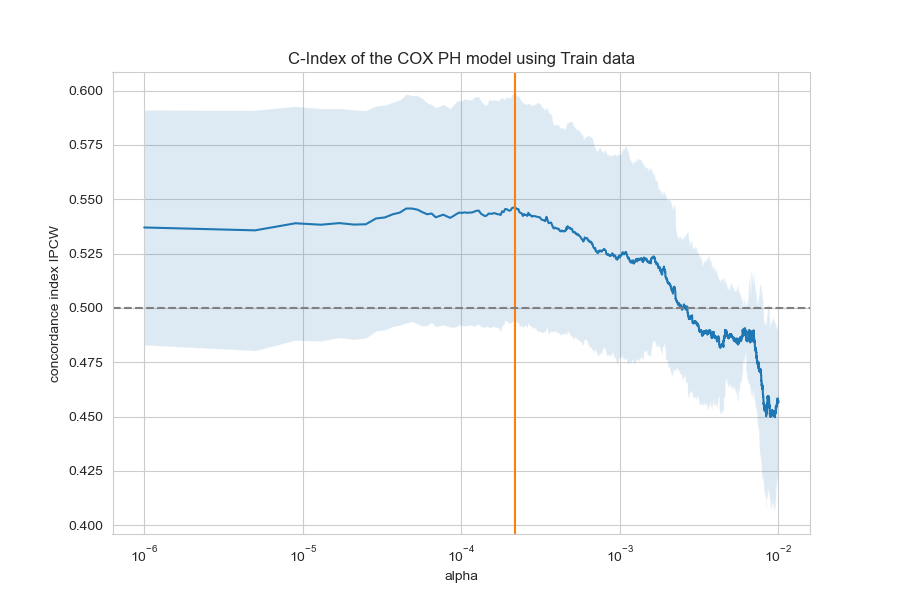 C-Index of the COX PH model using Train data
concordance index IPCW
0.600
0.575
0.550
0.525
0.500
0.475
0.450
0.425
0.400
10⁻⁶ 10⁻⁵ 10⁻⁴ 10⁻³ 10⁻²
alpha